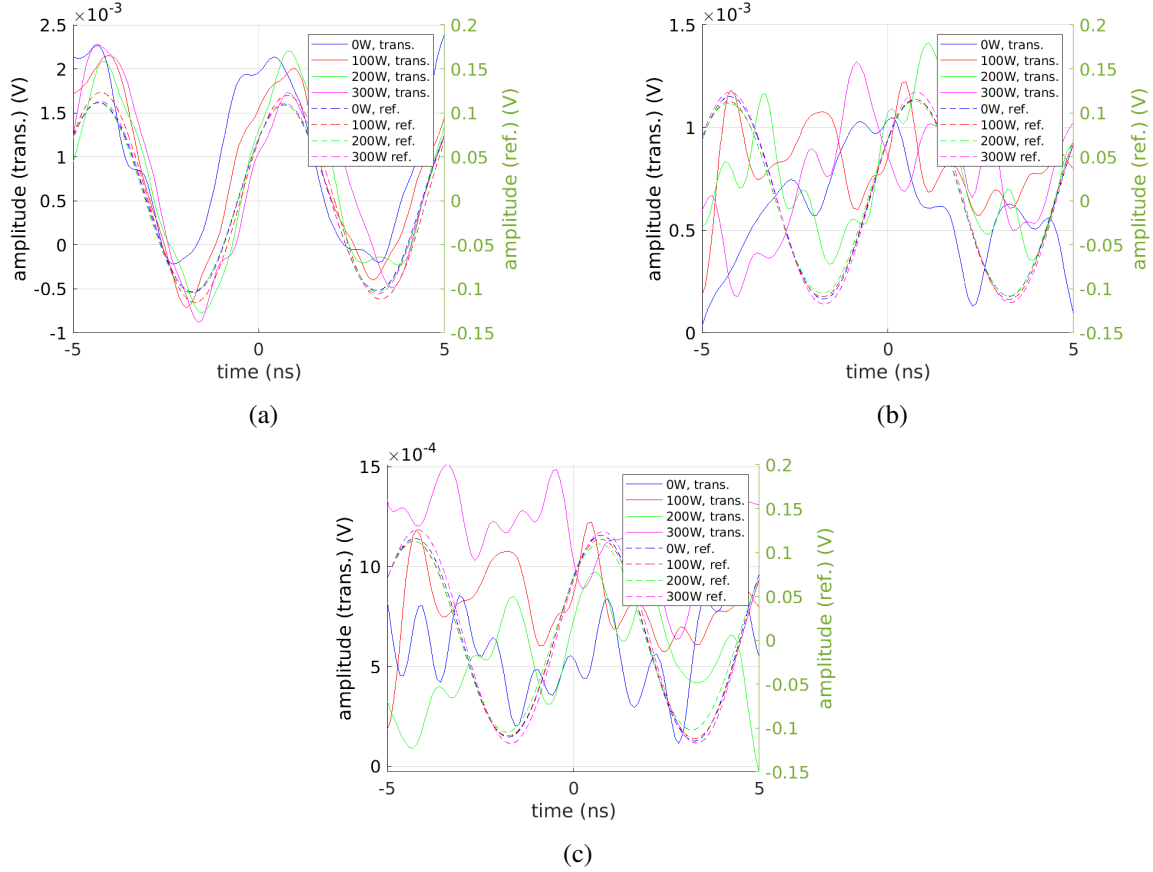 ×10⁻³
2.5
2
1.5
1
0.5
0
-0.5
-1
amplitude (trans.) (V)
0.2
0.15
0.1
0.05
0
-0.05
-0.1
-0.15
amplitude (ref.) (V)
0W, trans.
100W, trans.
200W, trans.
300W, trans.
0W, ref.
100W, ref.
200W, ref.
300W ref.
-5
0
5
time (ns)
(a)
×10⁻³
1.5
1
0.5
0
amplitude (trans.) (V)
0.2
0.15
0.1
0.05
0
-0.05
-0.1
-0.15
amplitude (ref.) (V)
0W, trans.
100W, trans.
200W, trans.
300W, trans.
0W, ref.
100W, ref.
200W, ref.
300W ref.
-5
0
5
time (ns)
(b)
×10⁻⁴
15
10
5
0
amplitude (trans.) (V)
0.2
0.15
0.1
0.05
0
-0.05
-0.1
-0.15
amplitude (ref.) (V)
0W, trans.
100W, trans.
200W, trans.
300W, trans.
0W, ref.
100W, ref.
200W, ref.
300W ref.
-5
0
5
time (ns)
(c)